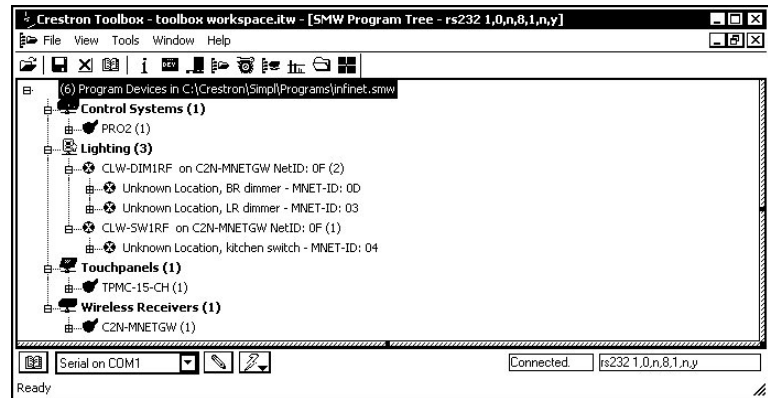 Crestron Toolbox - toolbox workspace.itw - [SMW Program Tree - rs232 1,0,n,8,1,n,y]
File View Tools Window Help
i DEV
(6) Program Devices in C:\Crestron\Simpl\Programs\infinet.smw
Control Systems (1)
PRO2 (1)
Lighting (3)
CLW-DIM1RF on C2N-MNETGW NetID: 0F (2)
Unknown Location, BR dimmer - MNET-ID: 0D
Unknown Location, LR dimmer - MNET-ID: 03
CLW-SW1RF on C2N-MNETGW NetID: 0F (1)
Unknown Location, kitchen switch - MNET-ID: 04
Touchpanels (1)
TPMC-15-CH (1)
Wireless Receivers (1)
C2N-MNETGW (1)
Serial on COM1 Connected. rs232 1,0,n,8,1,n,y
Ready